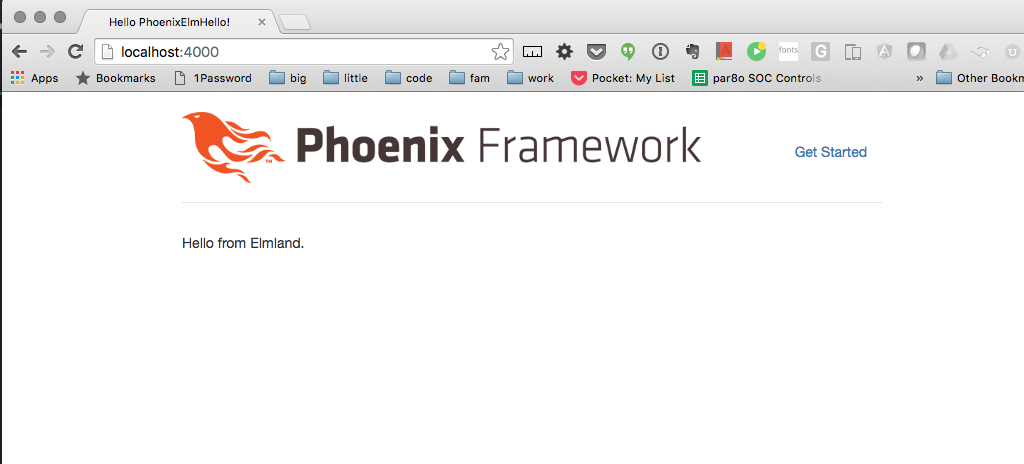 Hello PhoenixElmHello!
localhost:4000
fonts
G
Apps Bookmarks 1Password big little code fam work Pocket: My List par8o SOC Controls » Other Bookm
Phoenix Framework
TM
Get Started
Hello from Elmland.